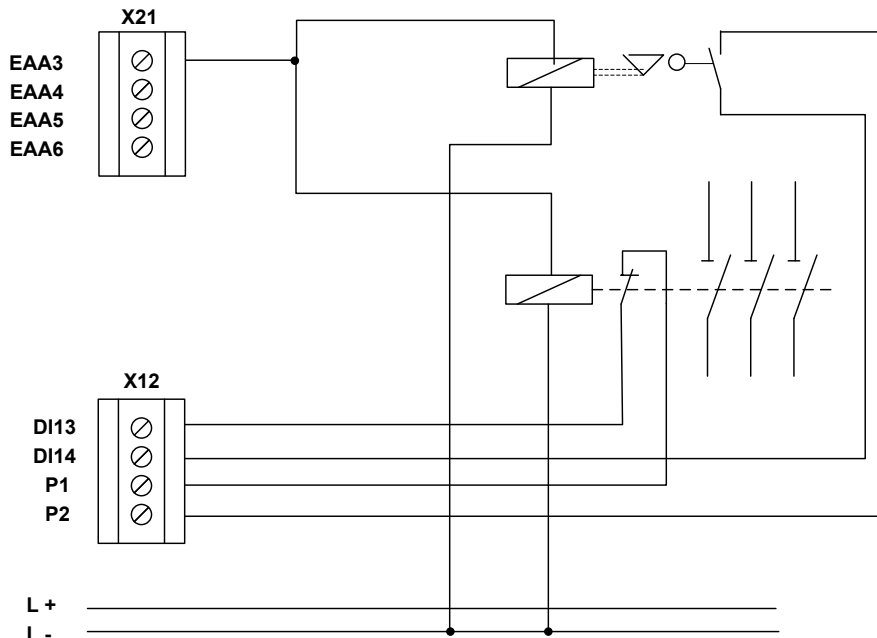 X21
EAA3
EAA4
EAA5
EAA6
X12
DI13
DI14
P1
P2
L +
L -